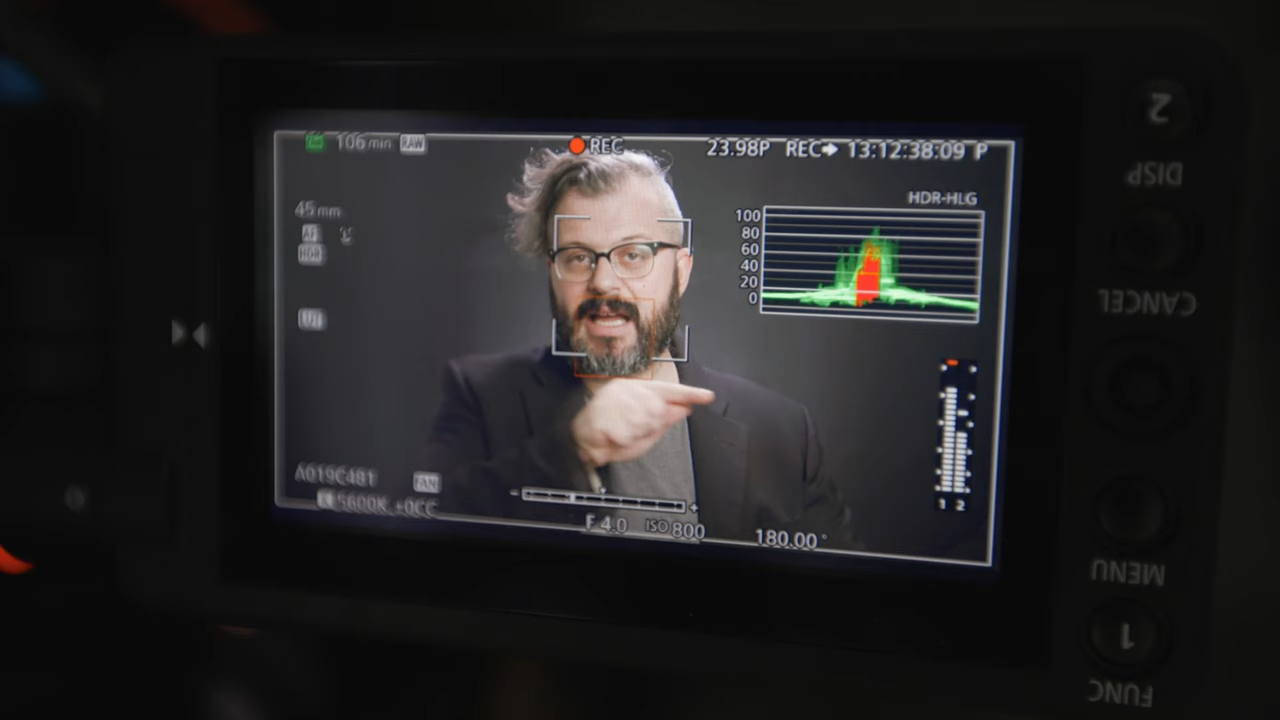 106 min RAW
REC
23.98P REC 13:12:38:09 P
45 mm
AF
HDR
LUT
HDR-HLG
100
80
60
40
20
0
A019C481
FAN
5600K ±0CC
- +
F 4.0 ISO 800
180.00°
1 2
2
DISP
CANCEL
MENU
1
FUNC